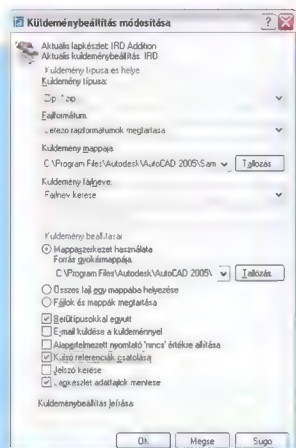 Küldeménybeállítás módosítása
Aktuális lapkészlet: IRD Addition
Aktuális küldeménybeállítás: IRD
Küldemény típusa és helye
Küldemény típusa:
Zip *.zip
Fájlformátum
Létező rajzformátumok megtartása
Küldemény mappája:
C:\Program Files\Autodesk\AutoCAD 2005\Sam
Tallózás
Küldemény fájlneve:
Fájlnév kérése
Küldemény beállításai
Mappaszerkezet használata
Forrás gyökérmappája
C:\Program Files\Autodesk\AutoCAD 2005\
Tallózás
Összes fájl egy mappába helyezése
Fájlok és mappák megtartása
Betűtípusokkal együtt
E-mail küldése a küldeménnyel
Alapértelmezett nyomtató 'nincs' értékre állítása
Külső referenciák csatolása
Jelszó kérése
Lapkészlet adatfájlok mentése
Küldeménybeállítás leírása
OK
Mégse
Súgó